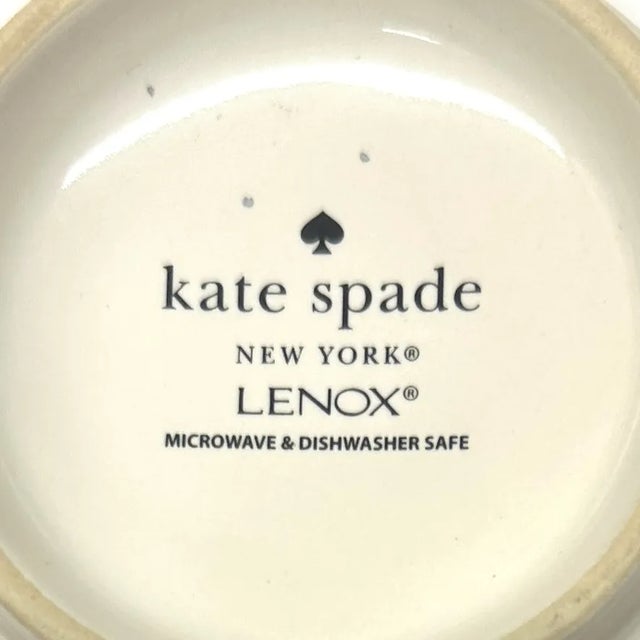 kate spade
NEW YORK®
LENOX®
MICROWAVE & DISHWASHER SAFE